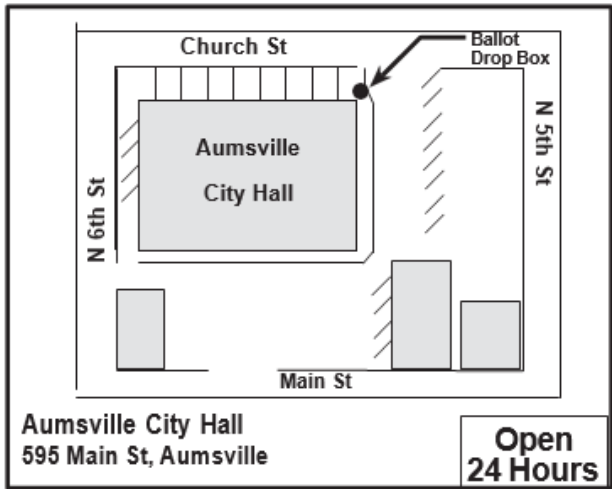 Church St
Ballot
Drop Box
Aumsville
City Hall
N 6th St
N 5th St
Main St
Aumsville City Hall
595 Main St, Aumsville
Open
24 Hours